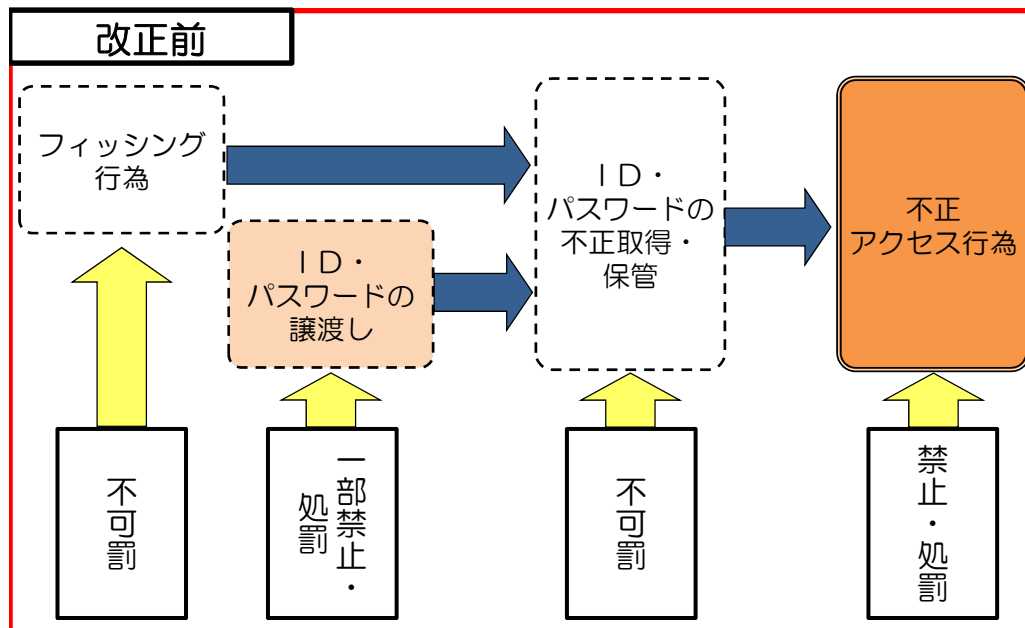 改正前
フィッシング
行為
ＩＤ・
パスワードの
譲渡し
ＩＤ・
パスワードの
不正取得・
保管
不正
アクセス行為
不可罰
一部禁止・
処罰
不可罰
禁止・処罰